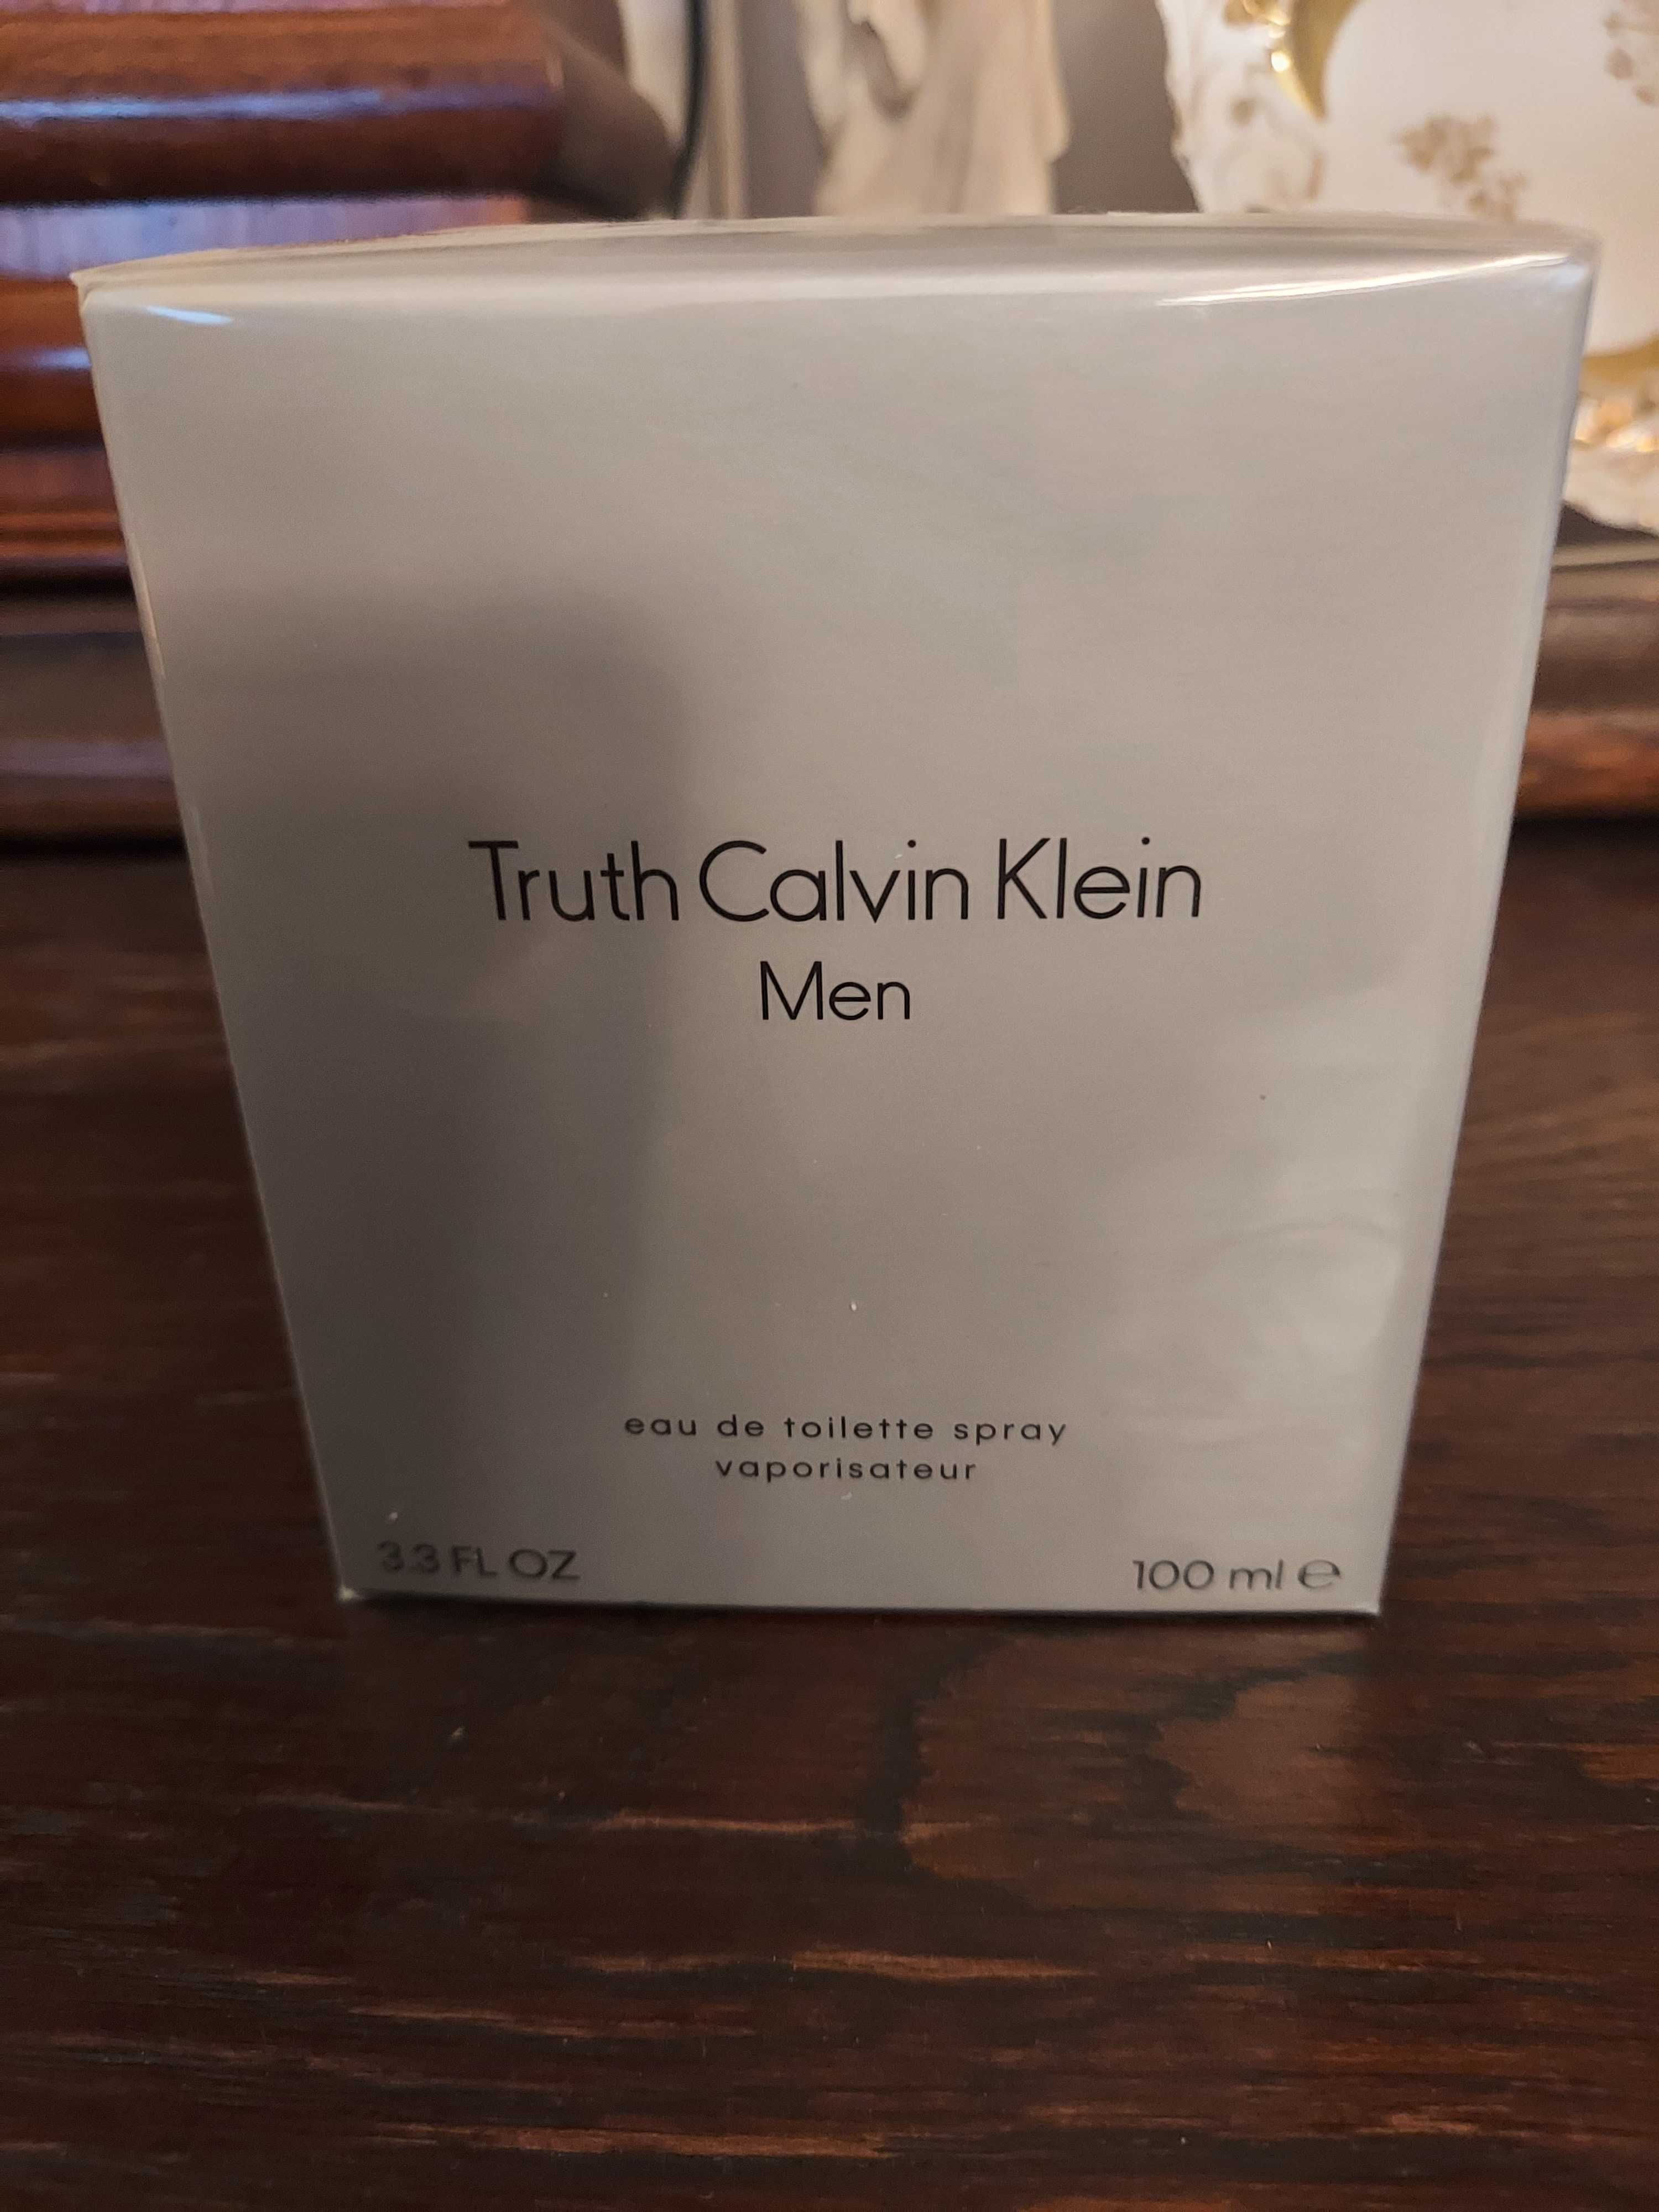 Truth Calvin Klein
Men
eau de toilette spray
vaporisateur
3.3 FL OZ
100 ml ℮